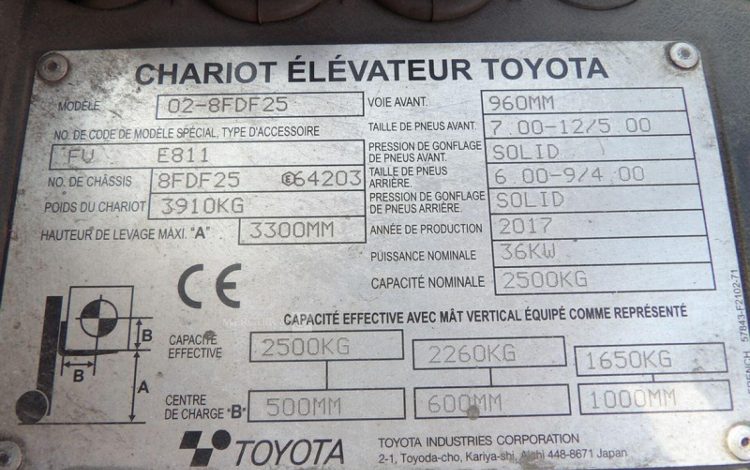 CHARIOT ÉLÉVATEUR TOYOTA
MODÈLE 02-8FDF25
NO. DE CODE DE MODÈLE SPÉCIAL, TYPE D'ACCESSOIRE
FV E811
NO. DE CHÂSSIS 8FDF25 E64203
POIDS DU CHARIOT 3910KG
HAUTEUR DE LEVAGE MAXI. "A" 3300MM
VOIE AVANT. 960MM
TAILLE DE PNEUS AVANT. 7.00-12/5.00
PRESSION DE GONFLAGE
DE PNEUS AVANT. SOLID
TAILLE DE PNEUS
ARRIÈRE. 6.00-9/4.00
PRESSION DE GONFLAGE
DE PNEUS ARRIÈRE. SOLID
ANNÉE DE PRODUCTION 2017
PUISSANCE NOMINALE 36KW
CAPACITÉ NOMINALE 2500KG
CE
B
B
A
CAPACITÉ EFFECTIVE AVEC MÂT VERTICAL ÉQUIPÉ COMME REPRÉSENTÉ
CAPACITÉ
EFFECTIVE 2500KG 2260KG 1650KG
CENTRE
DE CHARGE "B" 500MM 600MM 1000MM
TOYOTA
TOYOTA INDUSTRIES CORPORATION
2-1, Toyoda-cho, Kariya-shi, Aichi 448-8671 Japan
57843-F2102-71